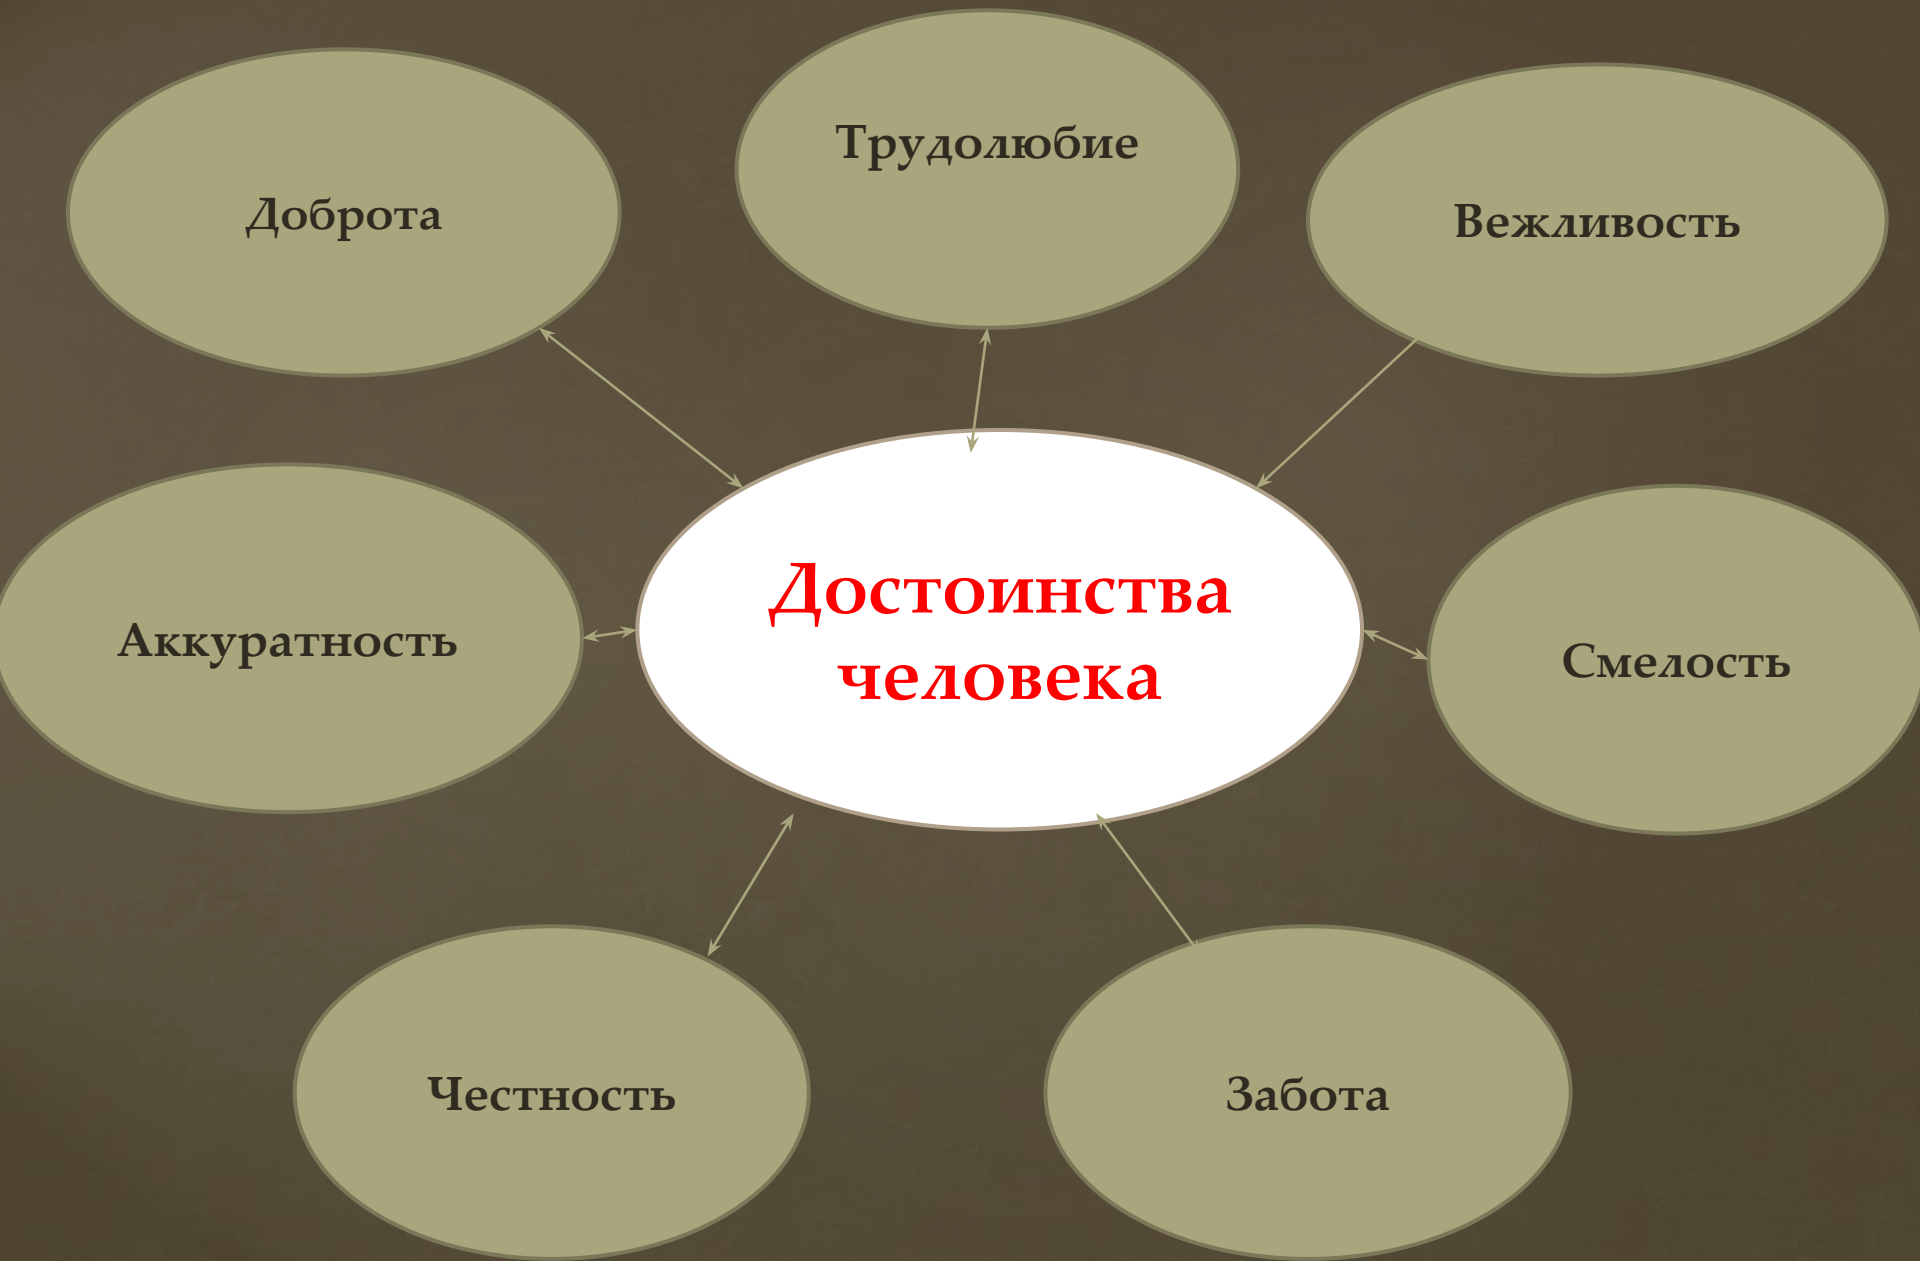 Трудолюбие
Доброта
Вежливость
Достоинства
человека
Аккуратность
Смелость
Честность
Забота